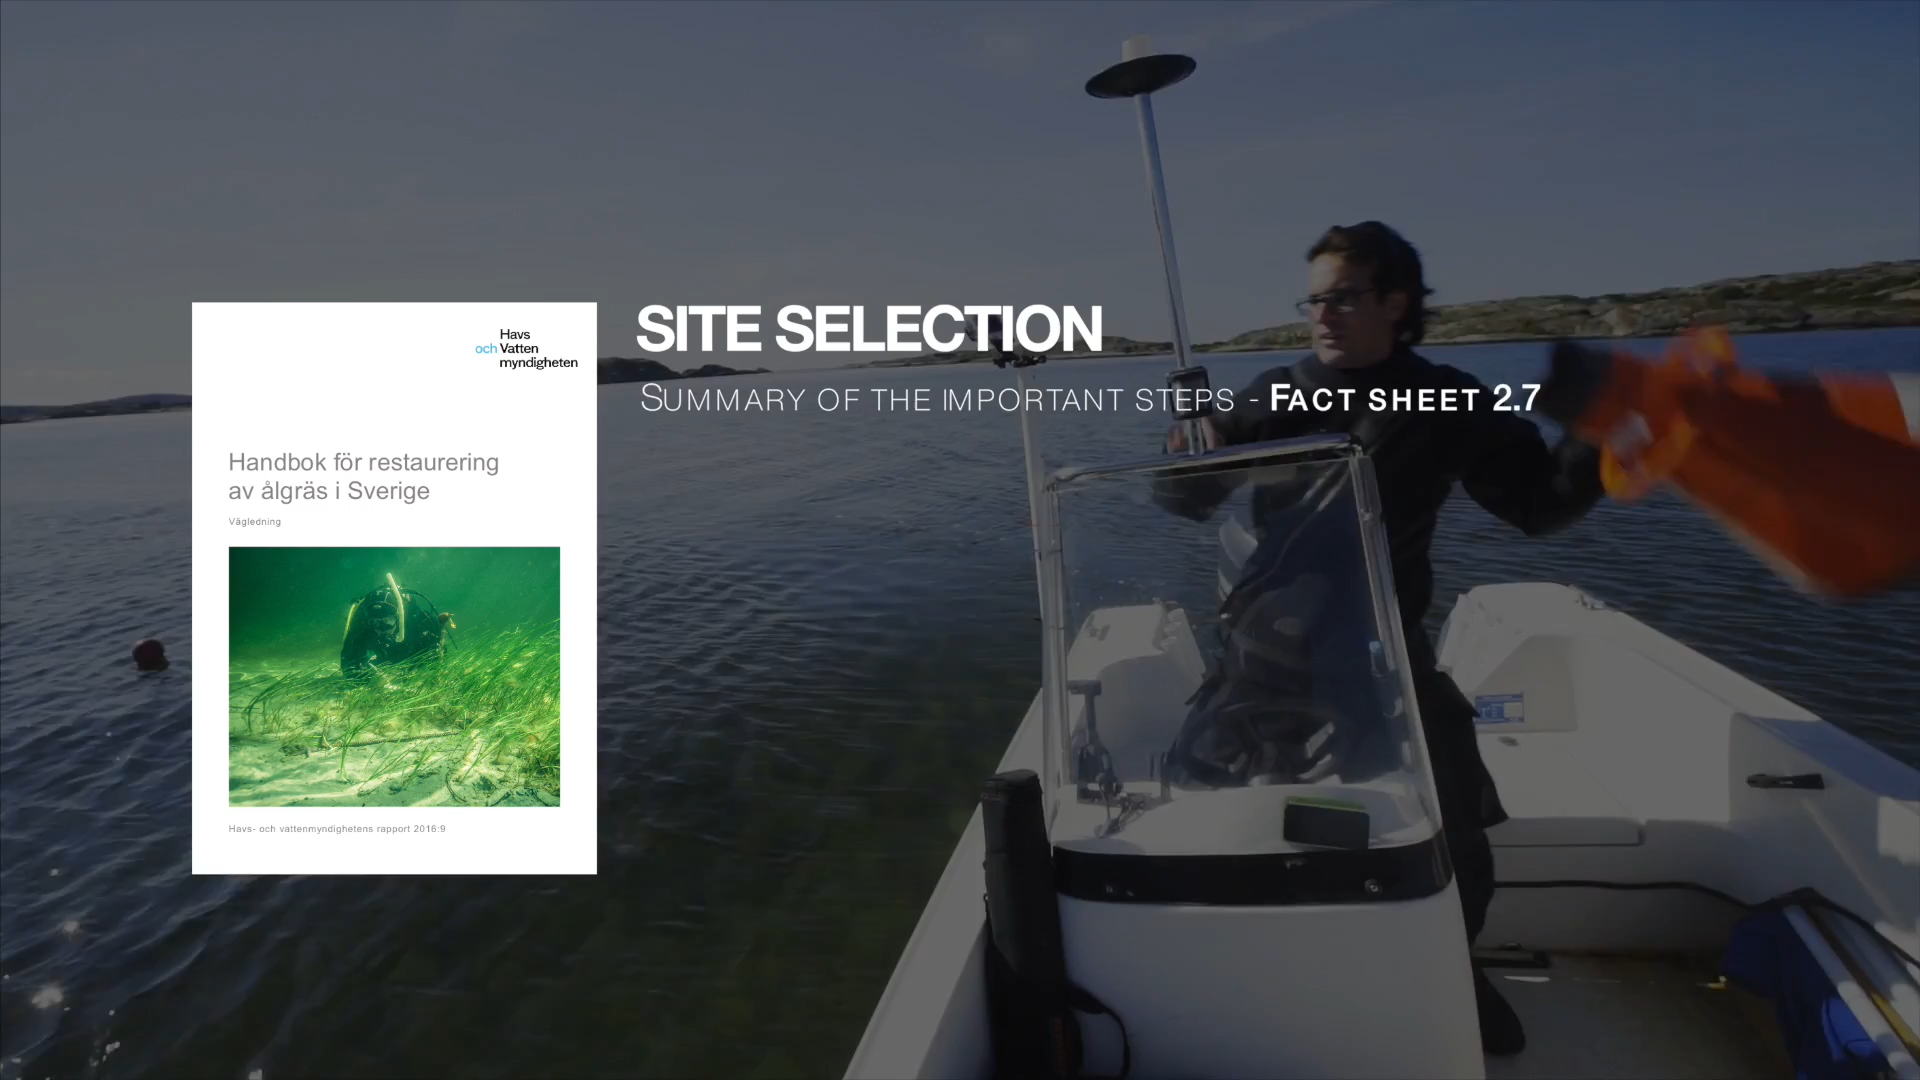 Havs
och Vatten
myndigheten
Handbok för restaurering
av ålgräs i Sverige
Vägledning
Havs- och vattenmyndighetens rapport 2016:9
SITE SELECTION
SUMMARY OF THE IMPORTANT STEPS - FACT SHEET 2.7